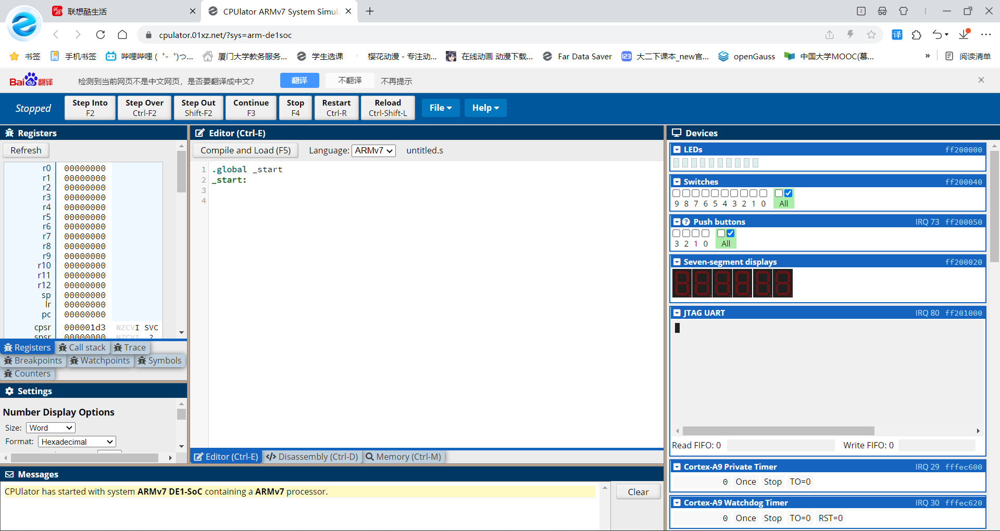 联想酷生活
CPUlator ARMv7 System Simul
cpulator.01xz.net/?sys=arm-de1soc
译
书签
手机书签
哔哩哔哩 ( ゜- ゜)つ...
厦门大学教务服务...
学生选课
樱花动漫 - 专注动...
在线动画 动漫下载...
Far Data Saver
大二下课本_new官...
openGauss
中国大学MOOC(慕...
»
阅读清单
Baidu翻译
检测到当前网页不是中文网页，是否要翻译成中文?
翻译
不翻译
不再提示
Stopped
Step Into
F2
Step Over
Ctrl-F2
Step Out
Shift-F2
Continue
F3
Stop
F4
Restart
Ctrl-R
Reload
Ctrl-Shift-L
File
Help
Registers
Refresh
r0 00000000
r1 00000000
r2 00000000
r3 00000000
r4 00000000
r5 00000000
r6 00000000
r7 00000000
r8 00000000
r9 00000000
r10 00000000
r11 00000000
r12 00000000
sp 00000000
lr 00000000
pc 00000000
cpsr 000001d3 NZCVI SVC
spsr 00000000 NZCVI ?
Registers
Call stack
Trace
Breakpoints
Watchpoints
Symbols
Counters
Settings
Number Display Options
Size: Word
Format: Hexadecimal
Editor (Ctrl-E)
Compile and Load (F5)
Language: ARMv7
untitled.s
1 .global _start
2 _start:
3
4
Editor (Ctrl-E)
Disassembly (Ctrl-D)
Memory (Ctrl-M)
Messages
CPUlator has started with system ARMv7 DE1-SoC containing a ARMv7 processor.
Clear
Devices
LEDs ff200000
Switches ff200040
9 8 7 6 5 4 3 2 1 0 All
Push buttons IRQ 73 ff200050
3 2 1 0 All
Seven-segment displays ff200020
JTAG UART IRQ 80 ff201000
Read FIFO: 0
Write FIFO: 0
Cortex-A9 Private Timer IRQ 29 fffec600
0 Once Stop TO=0
Cortex-A9 Watchdog Timer IRQ 30 fffec620
0 Once Stop TO=0 RST=0